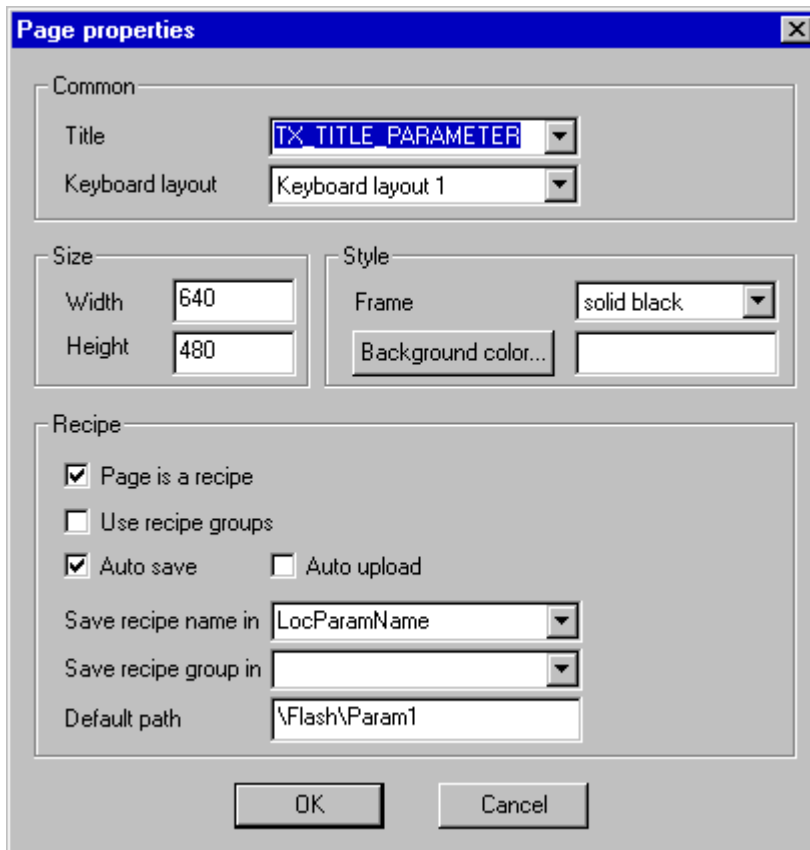 Page properties
Common
Title TX_TITLE_PARAMETER
Keyboard layout Keyboard layout 1
Size
Width 640
Height 480
Style
Frame solid black
Background color...
Recipe
Page is a recipe
Use recipe groups
Auto save Auto upload
Save recipe name in LocParamName
Save recipe group in
Default path \Flash\Param1
OK Cancel